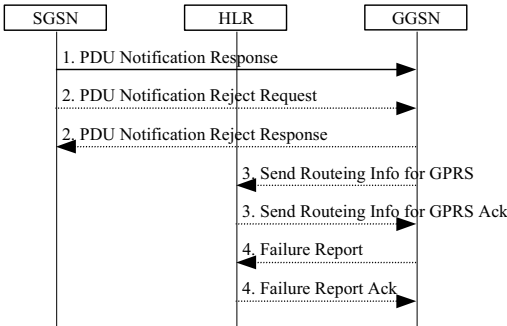 SGSN HLR GGSN
1. PDU Notification Response
2. PDU Notification Reject Request
2. PDU Notification Reject Response
3. Send Routeing Info for GPRS
3. Send Routeing Info for GPRS Ack
4. Failure Report
4. Failure Report Ack